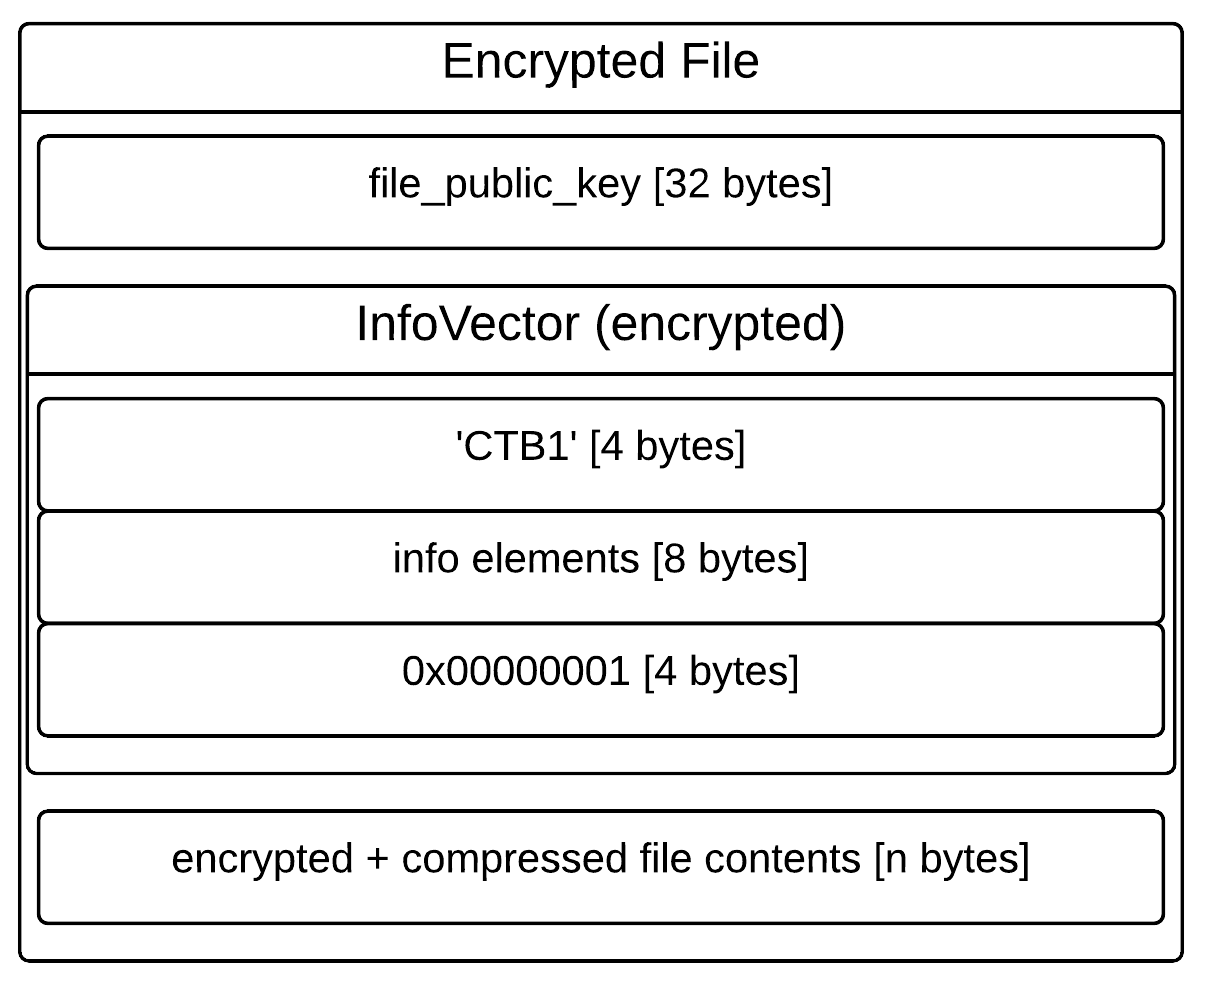 Encrypted File
file_public_key [32 bytes]
InfoVector (encrypted)
'CTB1' [4 bytes]
info elements [8 bytes]
0x00000001 [4 bytes]
encrypted + compressed file contents [n bytes]